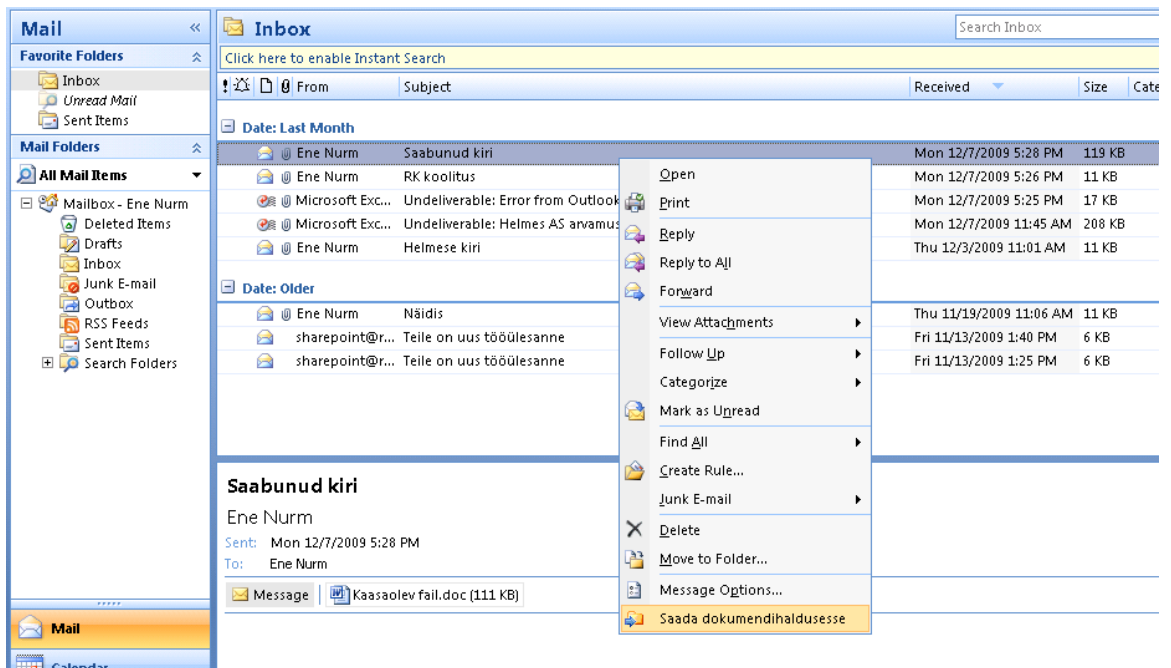 Mail «
Favorite Folders
Inbox
Unread Mail
Sent Items
Mail Folders
All Mail Items
Mailbox - Ene Nurm
Deleted Items
Drafts
Inbox
Junk E-mail
Outbox
RSS Feeds
Sent Items
Search Folders
Mail
Calendar
Inbox
Search Inbox
Click here to enable Instant Search
! From Subject Received Size Cate
Date: Last Month
Ene Nurm Saabunud kiri Mon 12/7/2009 5:28 PM 119 KB
Ene Nurm RK koolitus Mon 12/7/2009 5:26 PM 11 KB
Microsoft Exc... Undeliverable: Error from Outlook Mon 12/7/2009 5:25 PM 17 KB
Microsoft Exc... Undeliverable: Helmes AS arvamus Mon 12/7/2009 11:45 AM 208 KB
Ene Nurm Helmese kiri Thu 12/3/2009 11:01 AM 11 KB
Date: Older
Ene Nurm Näidis Thu 11/19/2009 11:06 AM 11 KB
sharepoint@r... Teile on uus tööülesanne Fri 11/13/2009 1:40 PM 6 KB
sharepoint@r... Teile on uus tööülesanne Fri 11/13/2009 1:25 PM 6 KB
Open
Print
Reply
Reply to All
Forward
View Attachments
Follow Up
Categorize
Mark as Unread
Find All
Create Rule...
Junk E-mail
Delete
Move to Folder...
Message Options...
Saada dokumendihaldusesse
Saabunud kiri
Ene Nurm
Sent: Mon 12/7/2009 5:28 PM
To: Ene Nurm
Message Kaasaolev fail.doc (111 KB)